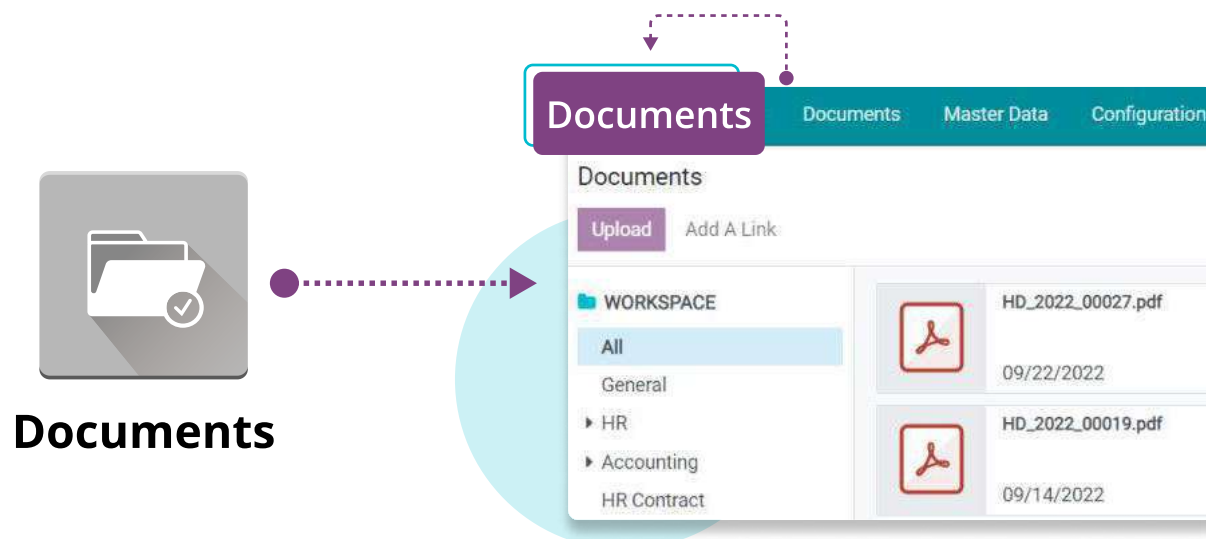 Documents
Documents Documents Master Data Configuration
Documents
Upload Add A Link
WORKSPACE
All
General
HR
Accounting
HR Contract
HD_2022_00027.pdf
09/22/2022
HD_2022_00019.pdf
09/14/2022